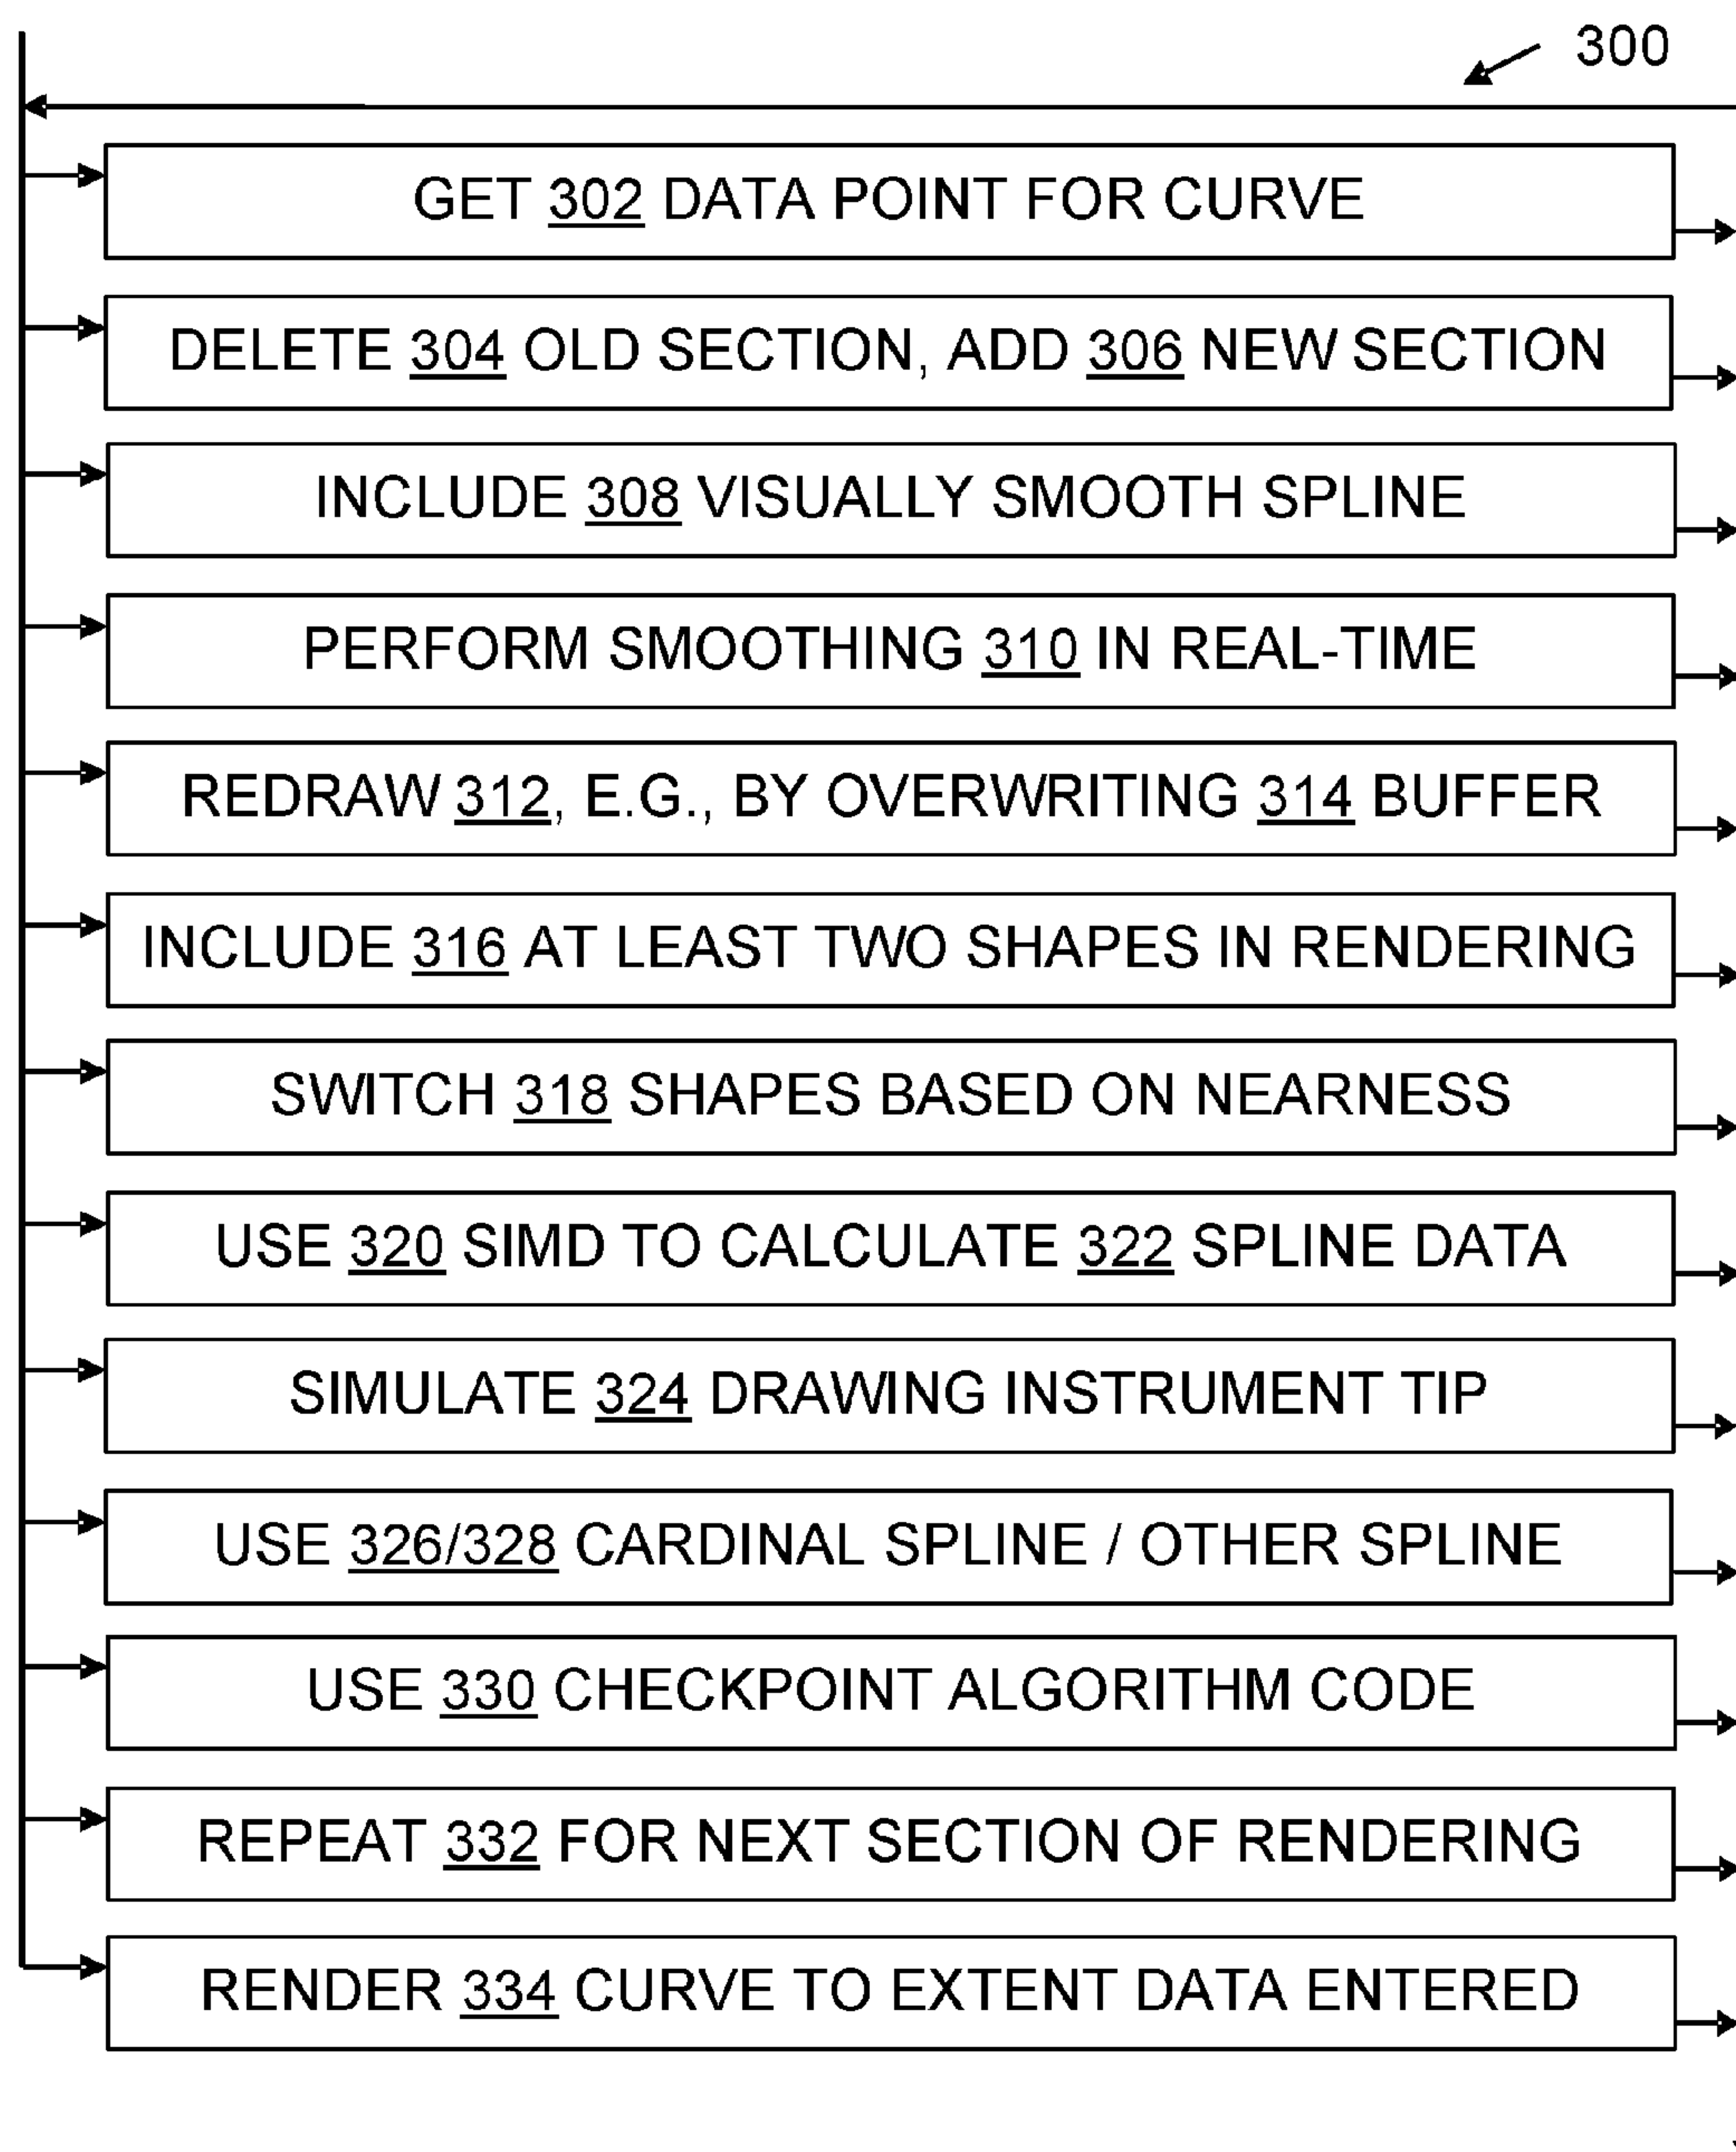 300
GET 302 DATA POINT FOR CURVE
DELETE 304 OLD SECTION, ADD 306 NEW SECTION
INCLUDE 308 VISUALLY SMOOTH SPLINE
PERFORM SMOOTHING 310 IN REAL-TIME
REDRAW 312, E.G., BY OVERWRITING 314 BUFFER
INCLUDE 316 AT LEAST TWO SHAPES IN RENDERING
SWITCH 318 SHAPES BASED ON NEARNESS
USE 320 SIMD TO CALCULATE 322 SPLINE DATA
SIMULATE 324 DRAWING INSTRUMENT TIP
USE 326/328 CARDINAL SPLINE / OTHER SPLINE
USE 330 CHECKPOINT ALGORITHM CODE
REPEAT 332 FOR NEXT SECTION OF RENDERING
RENDER 334 CURVE TO EXTENT DATA ENTERED